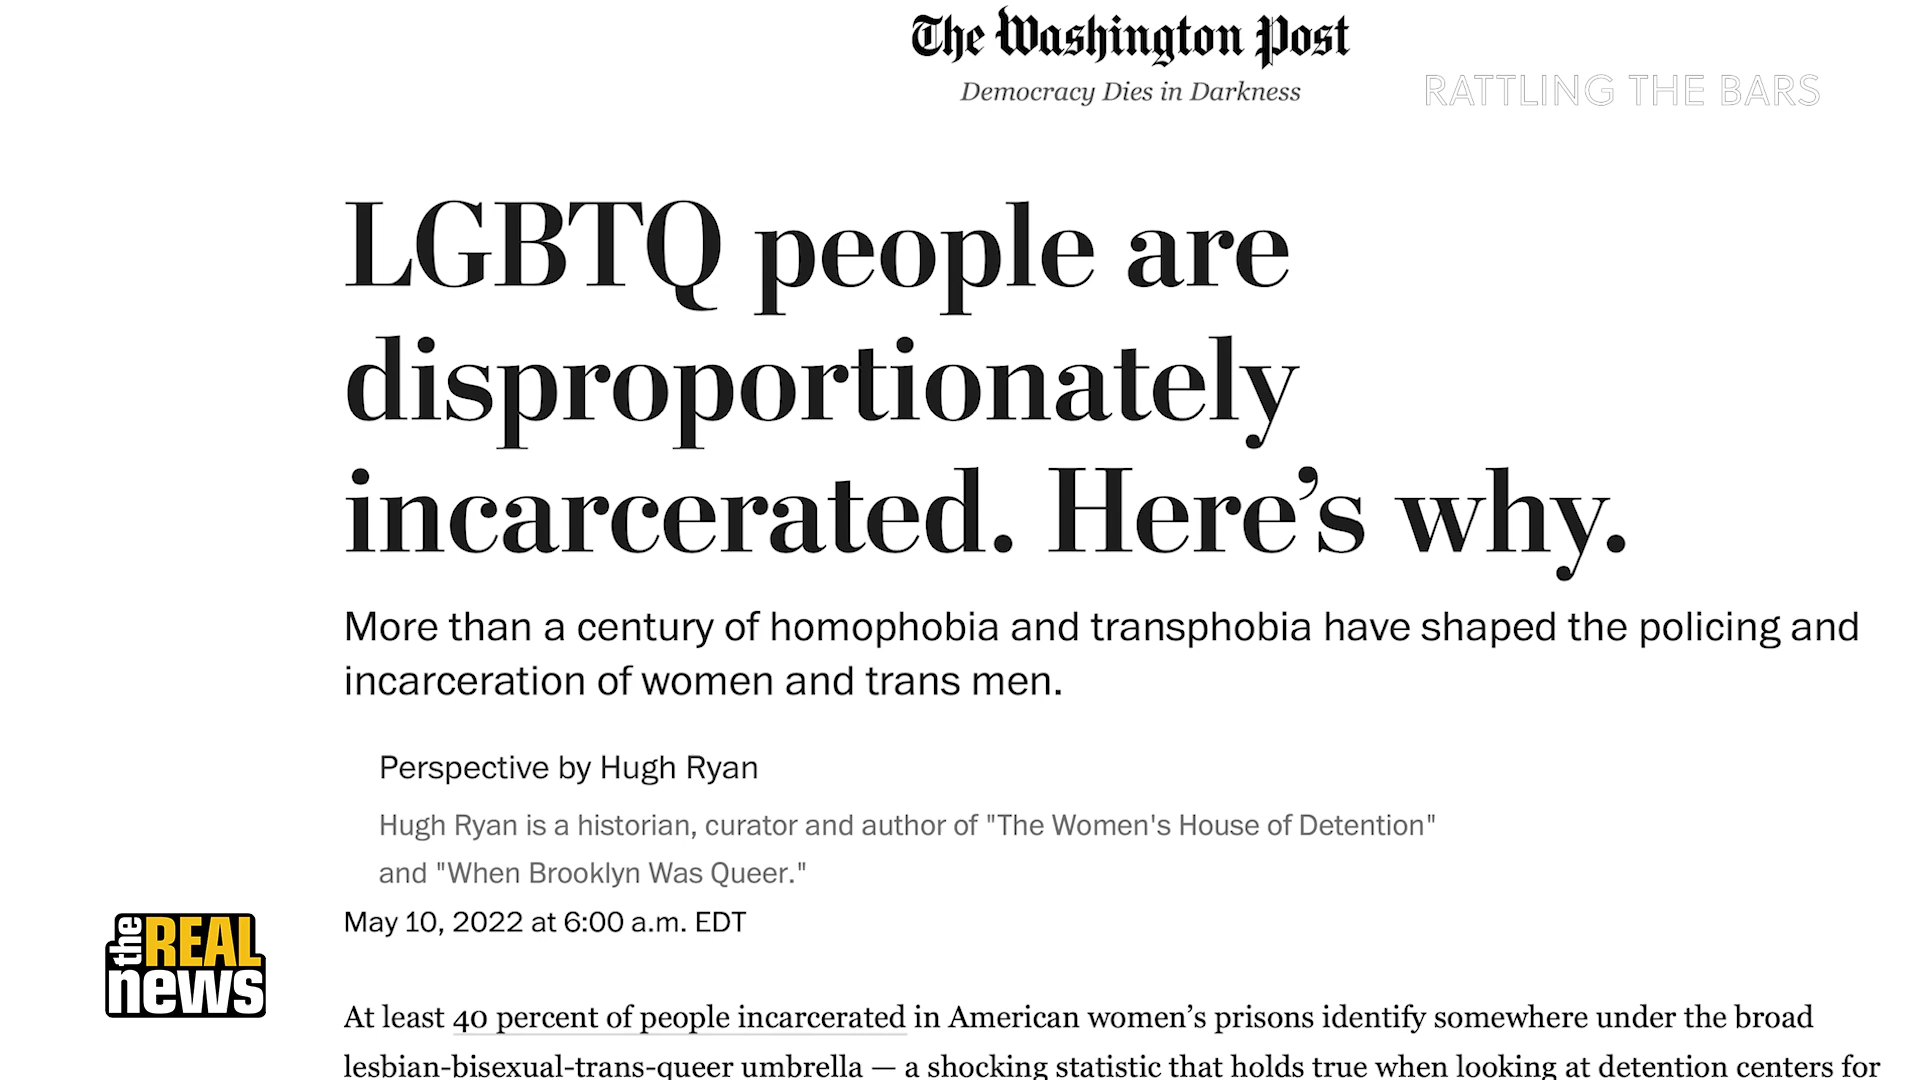 The Washington Post
Democracy Dies in Darkness
RATTLING THE BARS
LGBTQ people are
disproportionately
incarcerated. Here’s why.
More than a century of homophobia and transphobia have shaped the policing and
incarceration of women and trans men.
Perspective by Hugh Ryan
Hugh Ryan is a historian, curator and author of "The Women's House of Detention"
and "When Brooklyn Was Queer."
May 10, 2022 at 6:00 a.m. EDT
the REAL
news
At least 40 percent of people incarcerated in American women’s prisons identify somewhere under the broad
lesbian-bisexual-trans-queer umbrella — a shocking statistic that holds true when looking at detention centers for